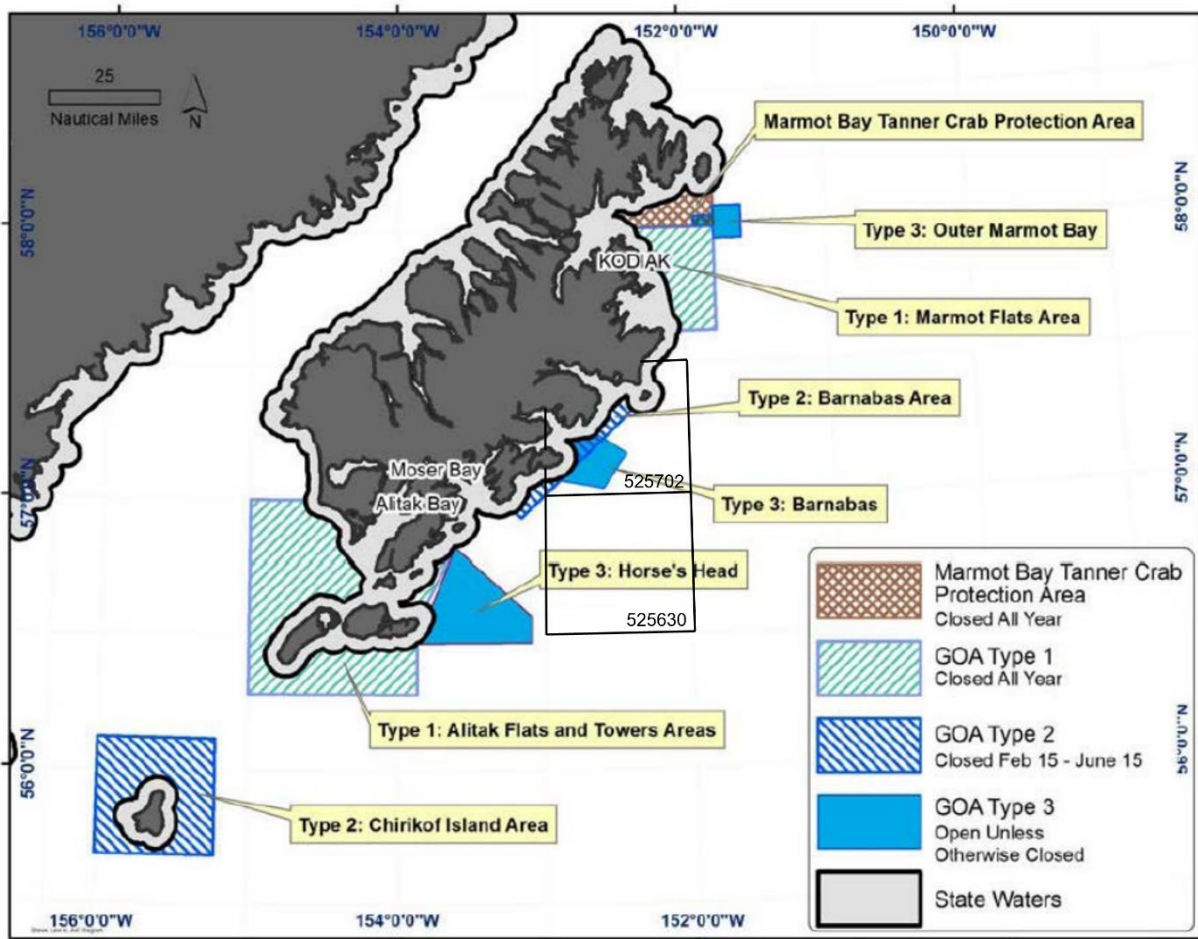 156°0'0"W
154°0'0"W
152°0'0"W
150°0'0"W
25
Nautical Miles
N
Marmot Bay Tanner Crab Protection Area
58°0'0"N
58°0'0"N
Type 3: Outer Marmot Bay
KODIAK
Type 1: Marmot Flats Area
Type 2: Barnabas Area
Moser Bay
57°0'0"N
525702
57°0'0"N
Alitak Bay
Type 3: Barnabas
Type 3: Horse's Head
525630
Marmot Bay Tanner Crab
Protection Area
Closed All Year
GOA Type 1
Closed All Year
Type 1: Alitak Flats and Towers Areas
GOA Type 2
Closed Feb 15 - June 15
56°0'0"N
56°0'0"N
Type 2: Chirikof Island Area
GOA Type 3
Open Unless
Otherwise Closed
State Waters
156°0'0"W
154°0'0"W
152°0'0"W